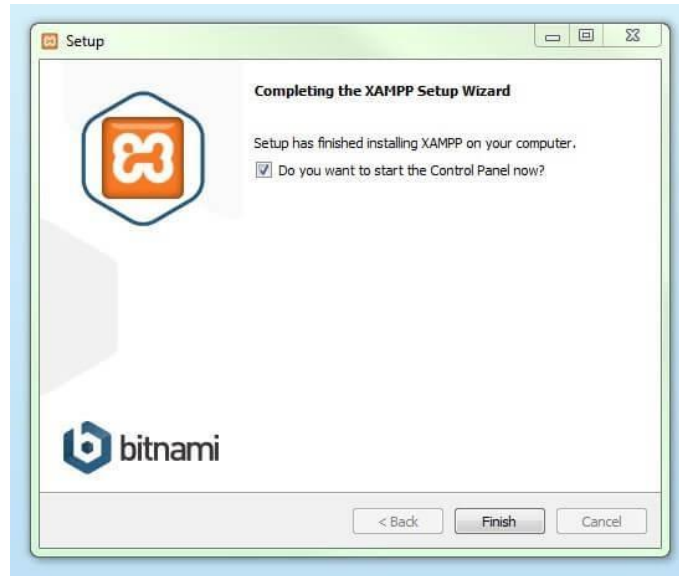 Setup
Completing the XAMPP Setup Wizard
Setup has finished installing XAMPP on your computer.
Do you want to start the Control Panel now?
bitnami
< Back
Finish
Cancel